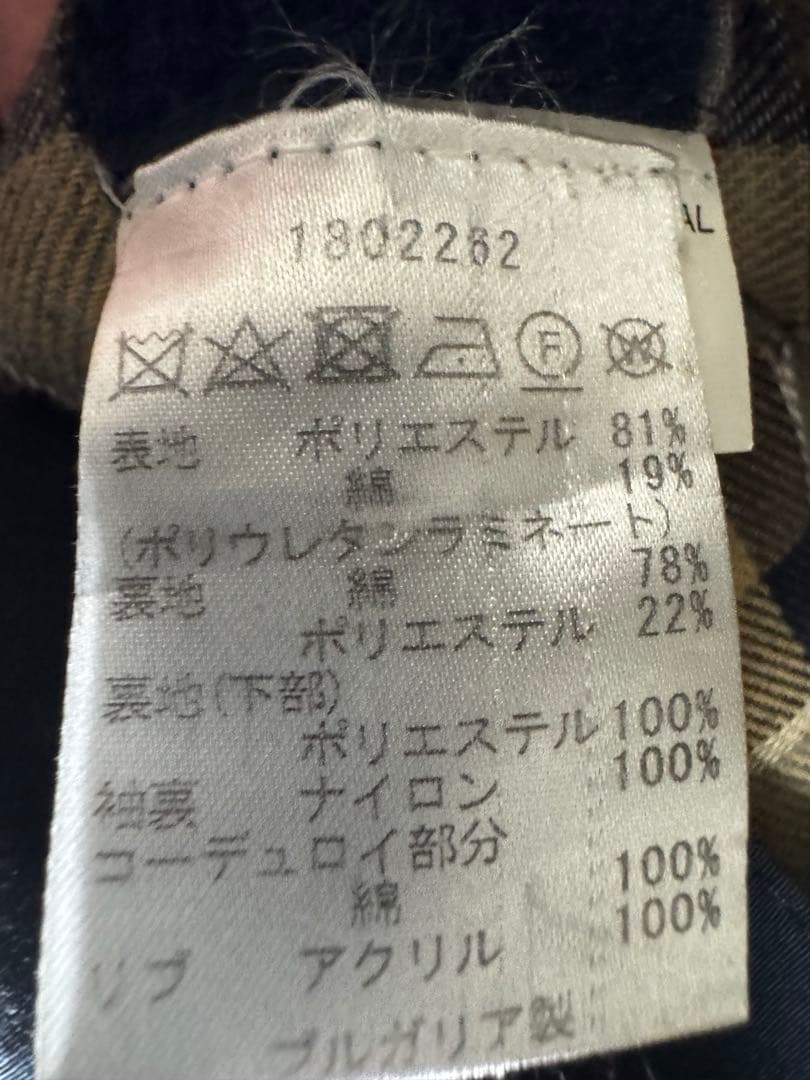 1802262
AL
F
W
表地 ポリエステル 81%
綿 19%
(ポリウレタンラミネート)
裏地 綿 78%
ポリエステル 22%
裏地(下部)
ポリエステル 100%
袖裏 ナイロン 100%
コーデュロイ部分
綿 100%
リブ アクリル 100%
ブルガリア製